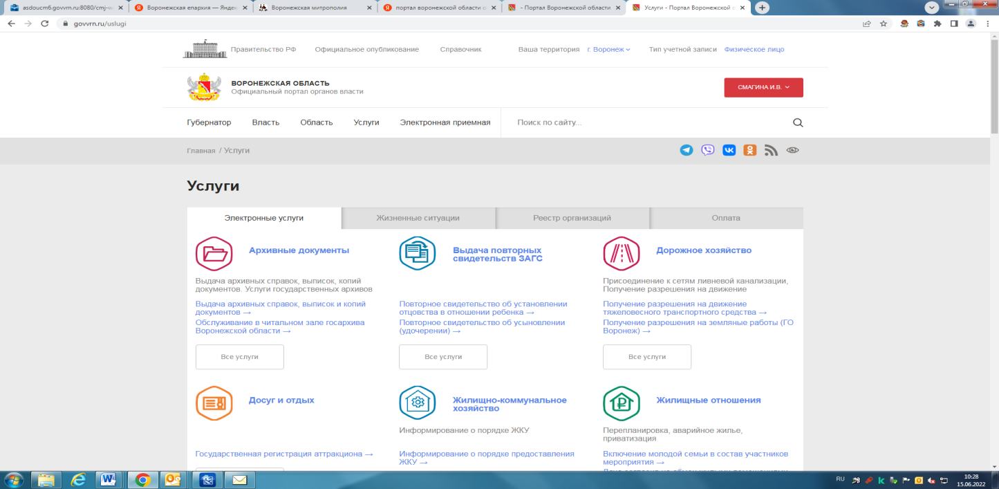 asdoucm6.govvrn.ru:8080/cmj-w
Воронежская епархия — Яндек
Воронежская митрополия
портал воронежской области о
- Портал Воронежской области
Услуги - Портал Воронежской о
govvrn.ru/uslugi
Правительство РФ Официальное опубликование Справочник Ваша территория г. Воронеж Тип учетной записи Физическое лицо
ВОРОНЕЖСКАЯ ОБЛАСТЬ
Официальный портал органов власти
СМАГИНА И.В.
Губернатор Власть Область Услуги Электронная приемная Поиск по сайту...
Главная / Услуги
Услуги
Электронные услуги Жизненные ситуации Реестр организаций Оплата
Архивные документы
Выдача архивных справок, выписок, копий
документов. Услуги государственных архивов
Выдача архивных справок, выписок и копий
документов →
Обслуживание в читальном зале госархива
Воронежской области →
Все услуги
Выдача повторных
свидетельств ЗАГС
Повторное свидетельство об установлении
отцовства в отношении ребенка →
Повторное свидетельство об усыновлении
(удочерении) →
Все услуги
Дорожное хозяйство
Присоединение к сетям ливневой канализации,
Получение разрешения на движение
Получение разрешения на движение
тяжеловесного транспортного средства →
Получение разрешения на земляные работы (ГО
Воронеж) →
Все услуги
Досуг и отдых
Государственная регистрация аттракциона →
Жилищно-коммунальное
хозяйство
Информирование о порядке ЖКУ
Информирование о порядке предоставления
ЖКУ →
Жилищные отношения
Перепланировка, аварийное жилье,
приватизация
Включение молодой семьи в состав участников
мероприятия →
RU
10:28
15.06.2022